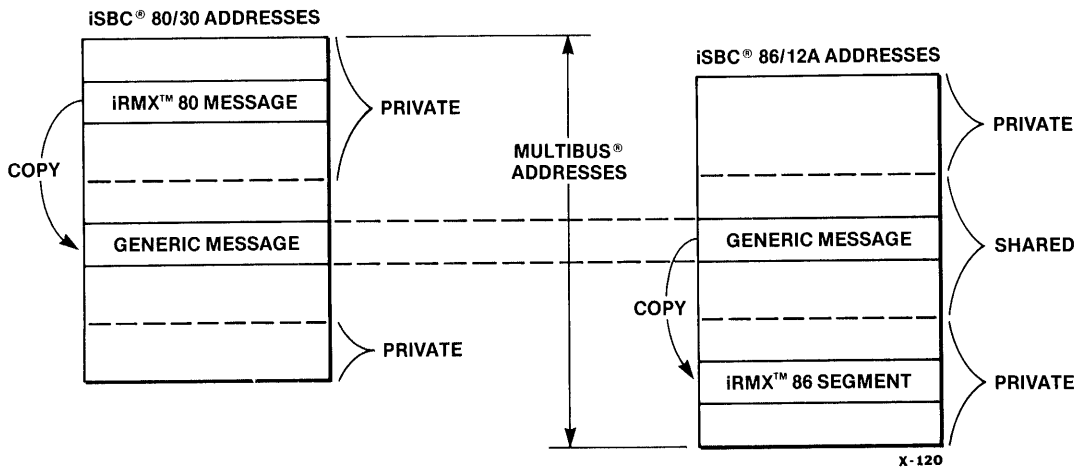 iSBC® 80/30 ADDRESSES
iRMX™ 80 MESSAGE
PRIVATE
COPY
GENERIC MESSAGE
PRIVATE
MULTIBUS®
ADDRESSES
iSBC® 86/12A ADDRESSES
PRIVATE
GENERIC MESSAGE
SHARED
COPY
iRMX™ 86 SEGMENT
PRIVATE
X-120